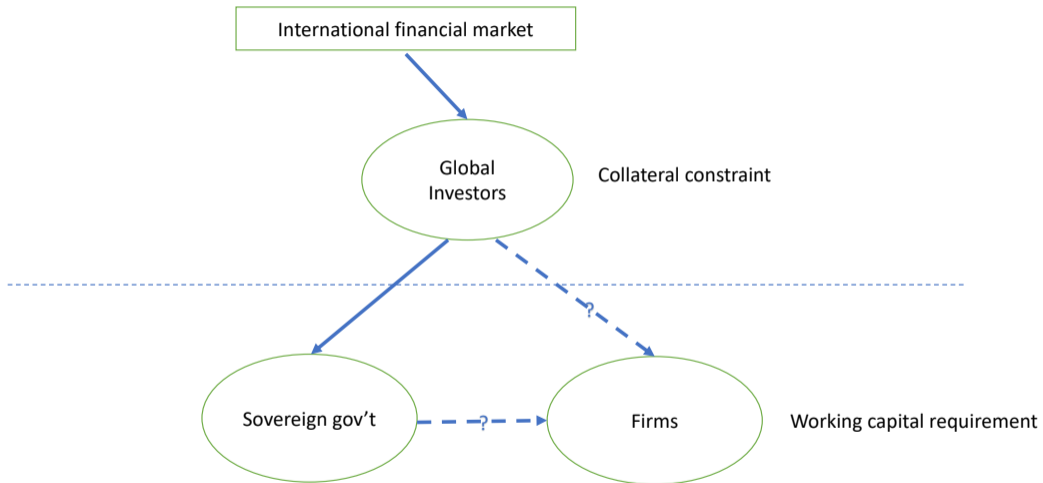 International financial market
Global
Investors
Collateral constraint
?
Sovereign gov't
?
Firms
Working capital requirement